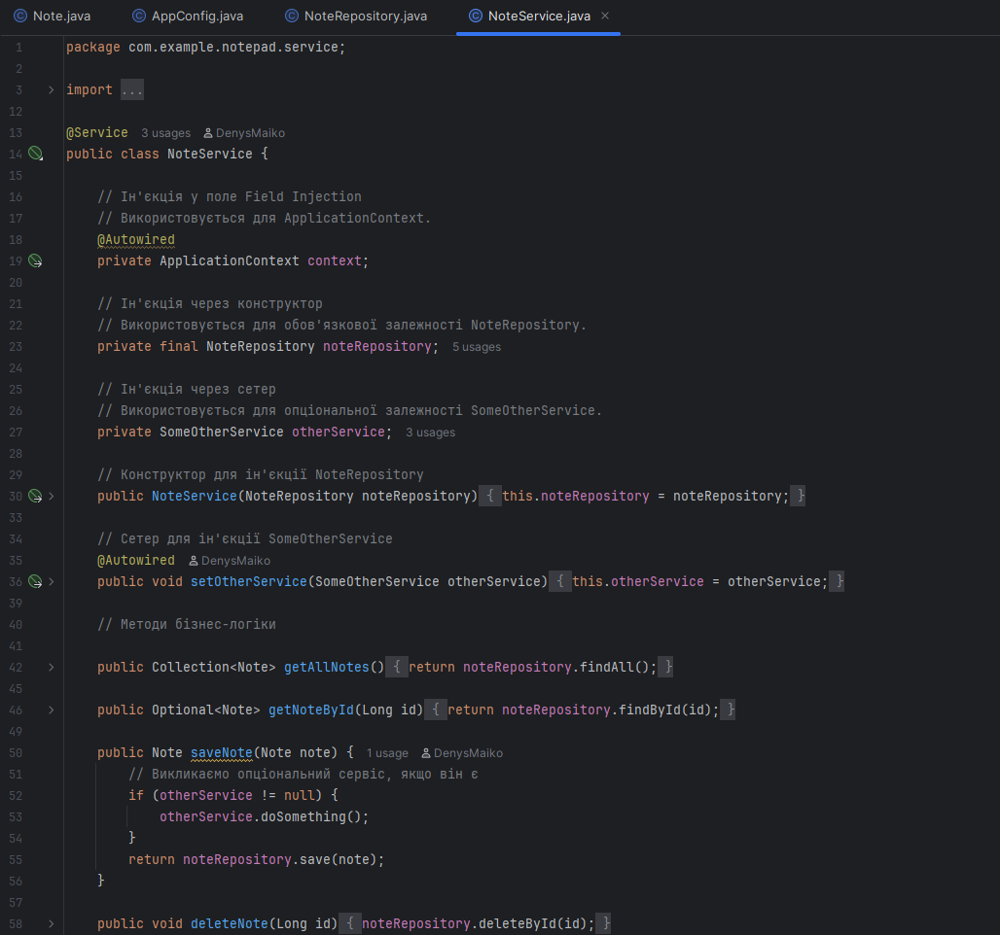 Note.java AppConfig.java NoteRepository.java NoteService.java
1 package com.example.notepad.service;
2
3 import ...
12
13 @Service 3 usages DenysMaiko
14 public class NoteService {
15
16 // Ін'єкція у поле Field Injection
17 // Використовується для ApplicationContext.
18 @Autowired
19 private ApplicationContext context;
20
21 // Ін'єкція через конструктор
22 // Використовується для обов'язкової залежності NoteRepository.
23 private final NoteRepository noteRepository; 5 usages
24
25 // Ін'єкція через сетер
26 // Використовується для опціональної залежності SomeOtherService.
27 private SomeOtherService otherService; 3 usages
28
29 // Конструктор для ін'єкції NoteRepository
30 public NoteService(NoteRepository noteRepository) { this.noteRepository = noteRepository; }
33
34 // Сетер для ін'єкції SomeOtherService
35 @Autowired DenysMaiko
36 public void setOtherService(SomeOtherService otherService) { this.otherService = otherService; }
39
40 // Методи бізнес-логіки
41
42 public Collection<Note> getAllNotes() { return noteRepository.findAll(); }
45
46 public Optional<Note> getNoteById(Long id) { return noteRepository.findById(id); }
49
50 public Note saveNote(Note note) { 1 usage DenysMaiko
51 // Викликаємо опціональний сервіс, якщо він є
52 if (otherService != null) {
53 otherService.doSomething();
54 }
55 return noteRepository.save(note);
56 }
57
58 public void deleteNote(Long id) { noteRepository.deleteById(id); }